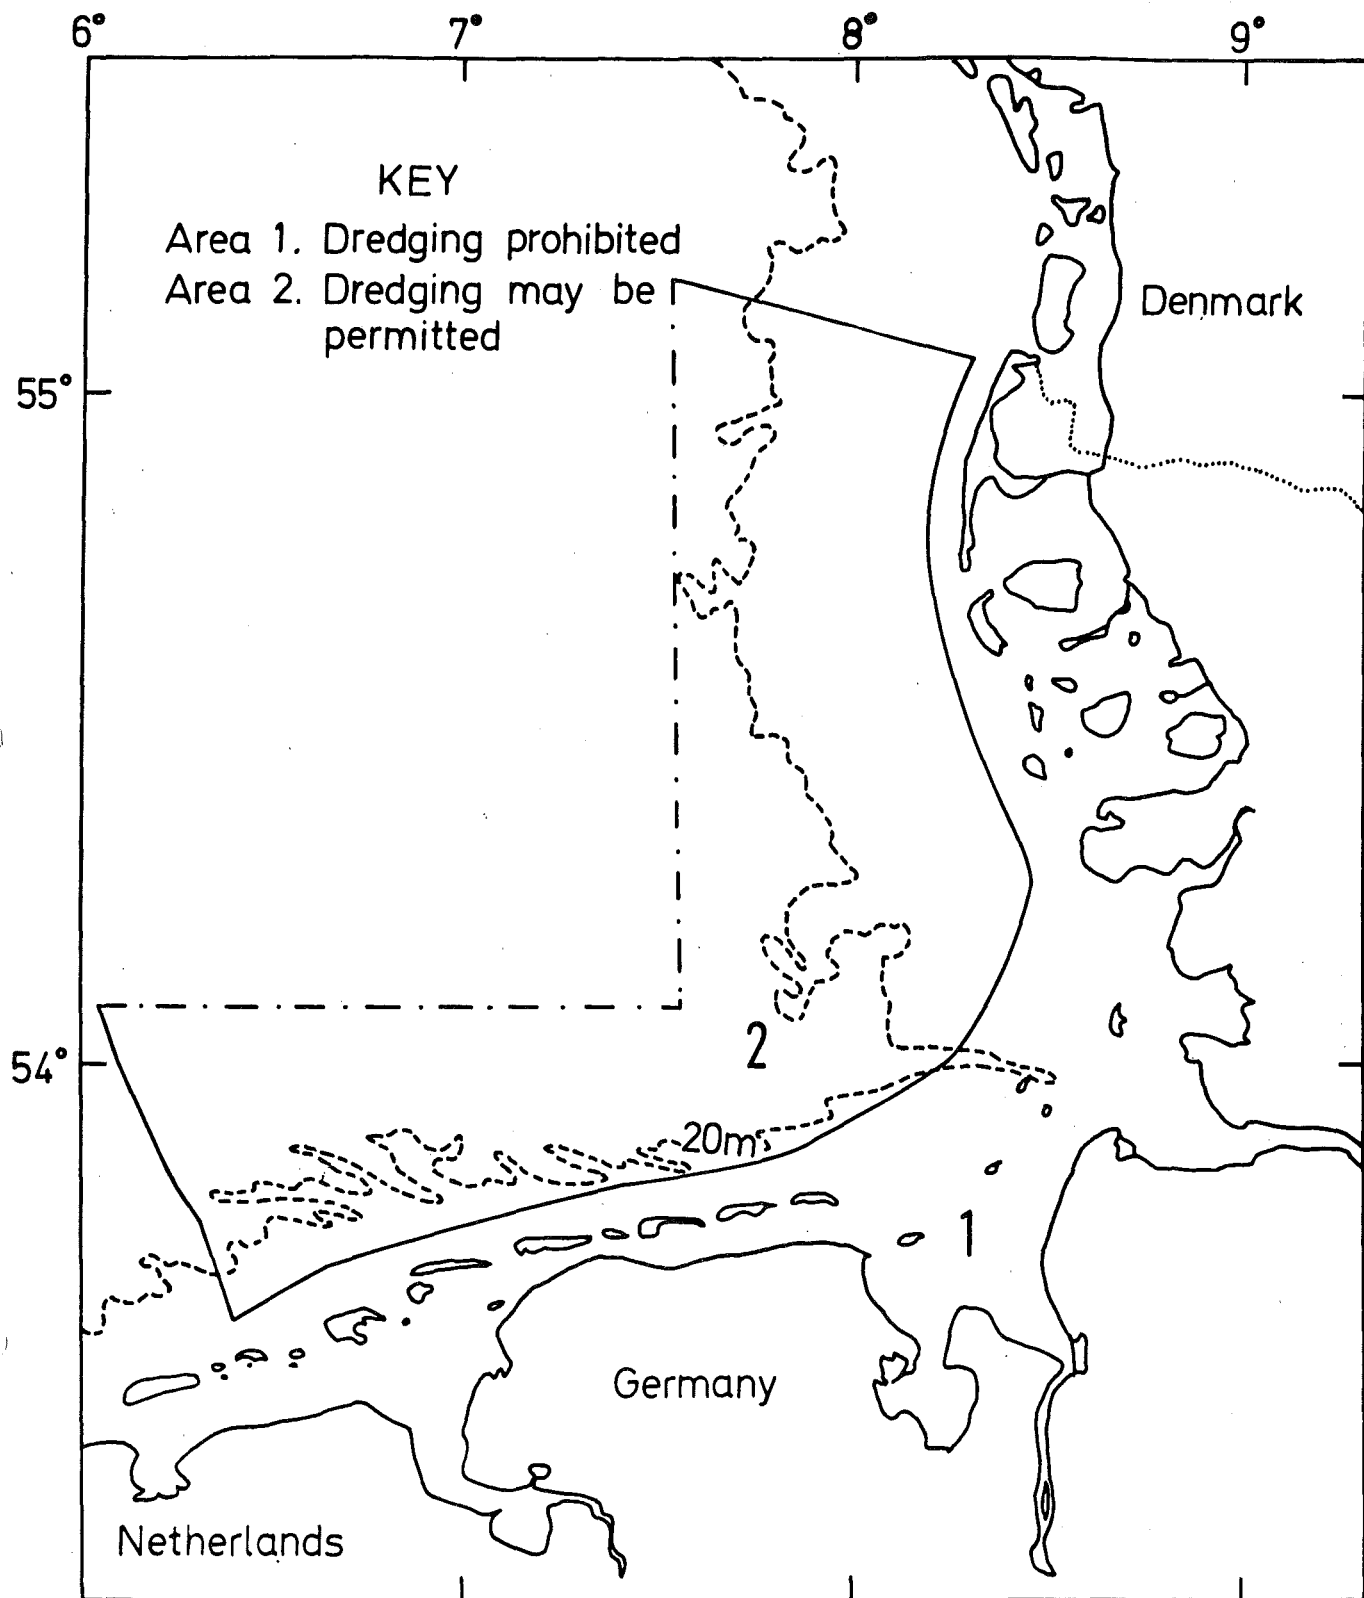 6° 7° 8° 9°
KEY
Area 1. Dredging prohibited
Area 2. Dredging may be
permitted
Denmark
55°
2
54°
20m
1
Germany
Netherlands